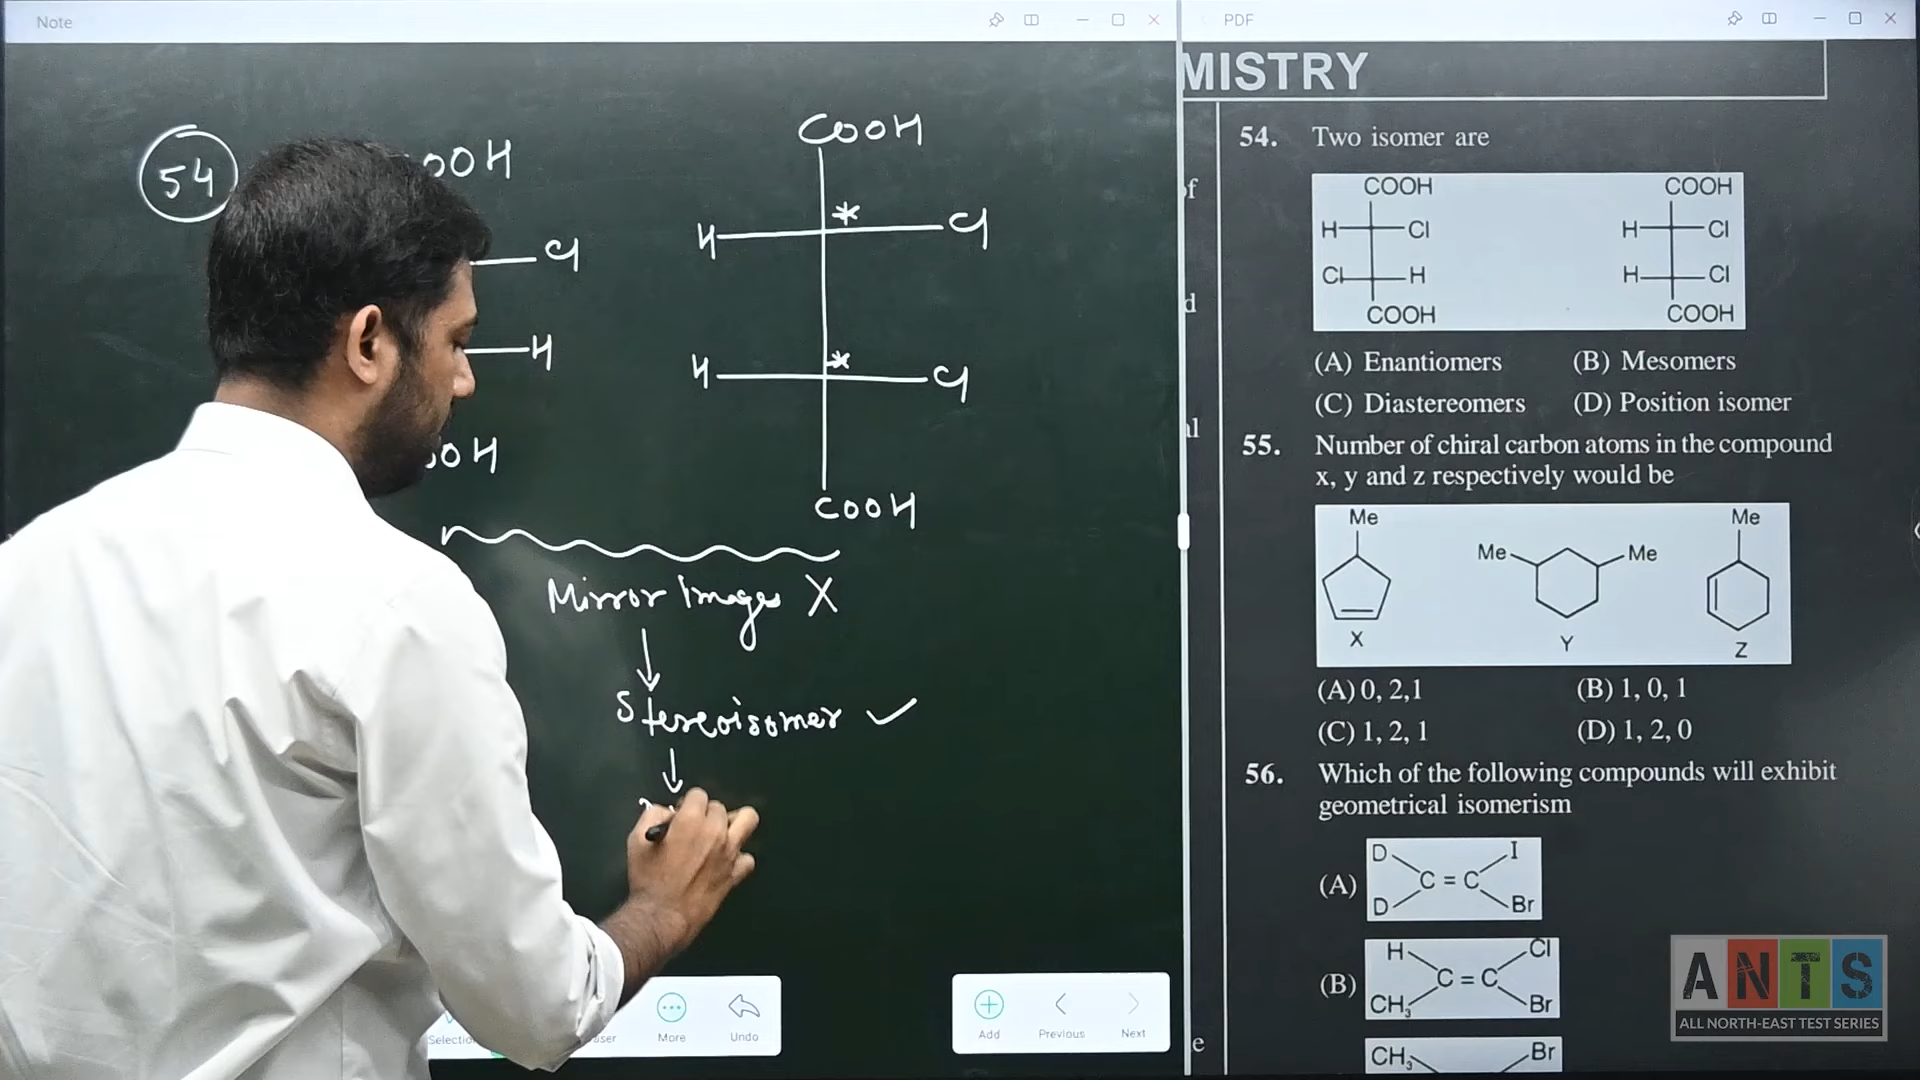 Note
PDF
54
OOH
Cl
H
OOH
COOH
H * Cl
H * Cl
COOH
Mirror Images X
Stereoisomer ✓
Selection
More
Undo
Add
Previous
Next
MISTRY
54. Two isomer are
COOH COOH
H Cl H Cl
Cl H H Cl
COOH COOH
(A) Enantiomers (B) Mesomers
(C) Diastereomers (D) Position isomer
55. Number of chiral carbon atoms in the compound
x, y and z respectively would be
Me Me
Me Me
X Y Z
(A) 0, 2,1 (B) 1, 0, 1
(C) 1, 2, 1 (D) 1, 2, 0
56. Which of the following compounds will exhibit
geometrical isomerism
D I
(A) C = C
D Br
H Cl
(B) C = C
CH3 Br
CH3 Br
ANTS
ALL NORTH-EAST TEST SERIES